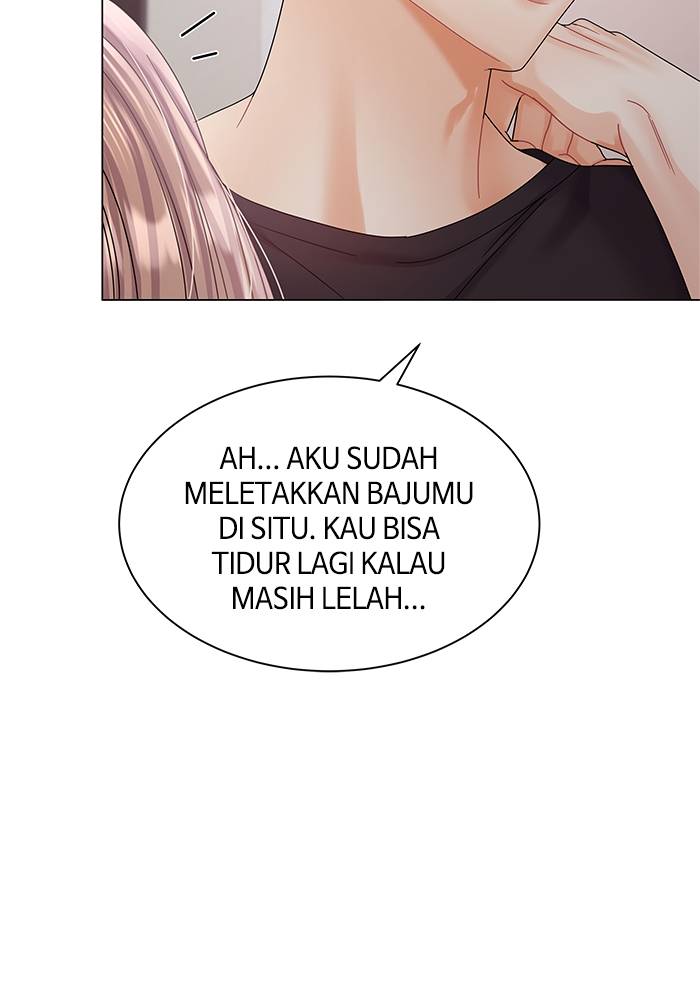 AH... AKU SUDAH
MELETAKKAN BAJUMU
DI SITU. KAU BISA
TIDUR LAGI KALAU
MASIH LELAH...